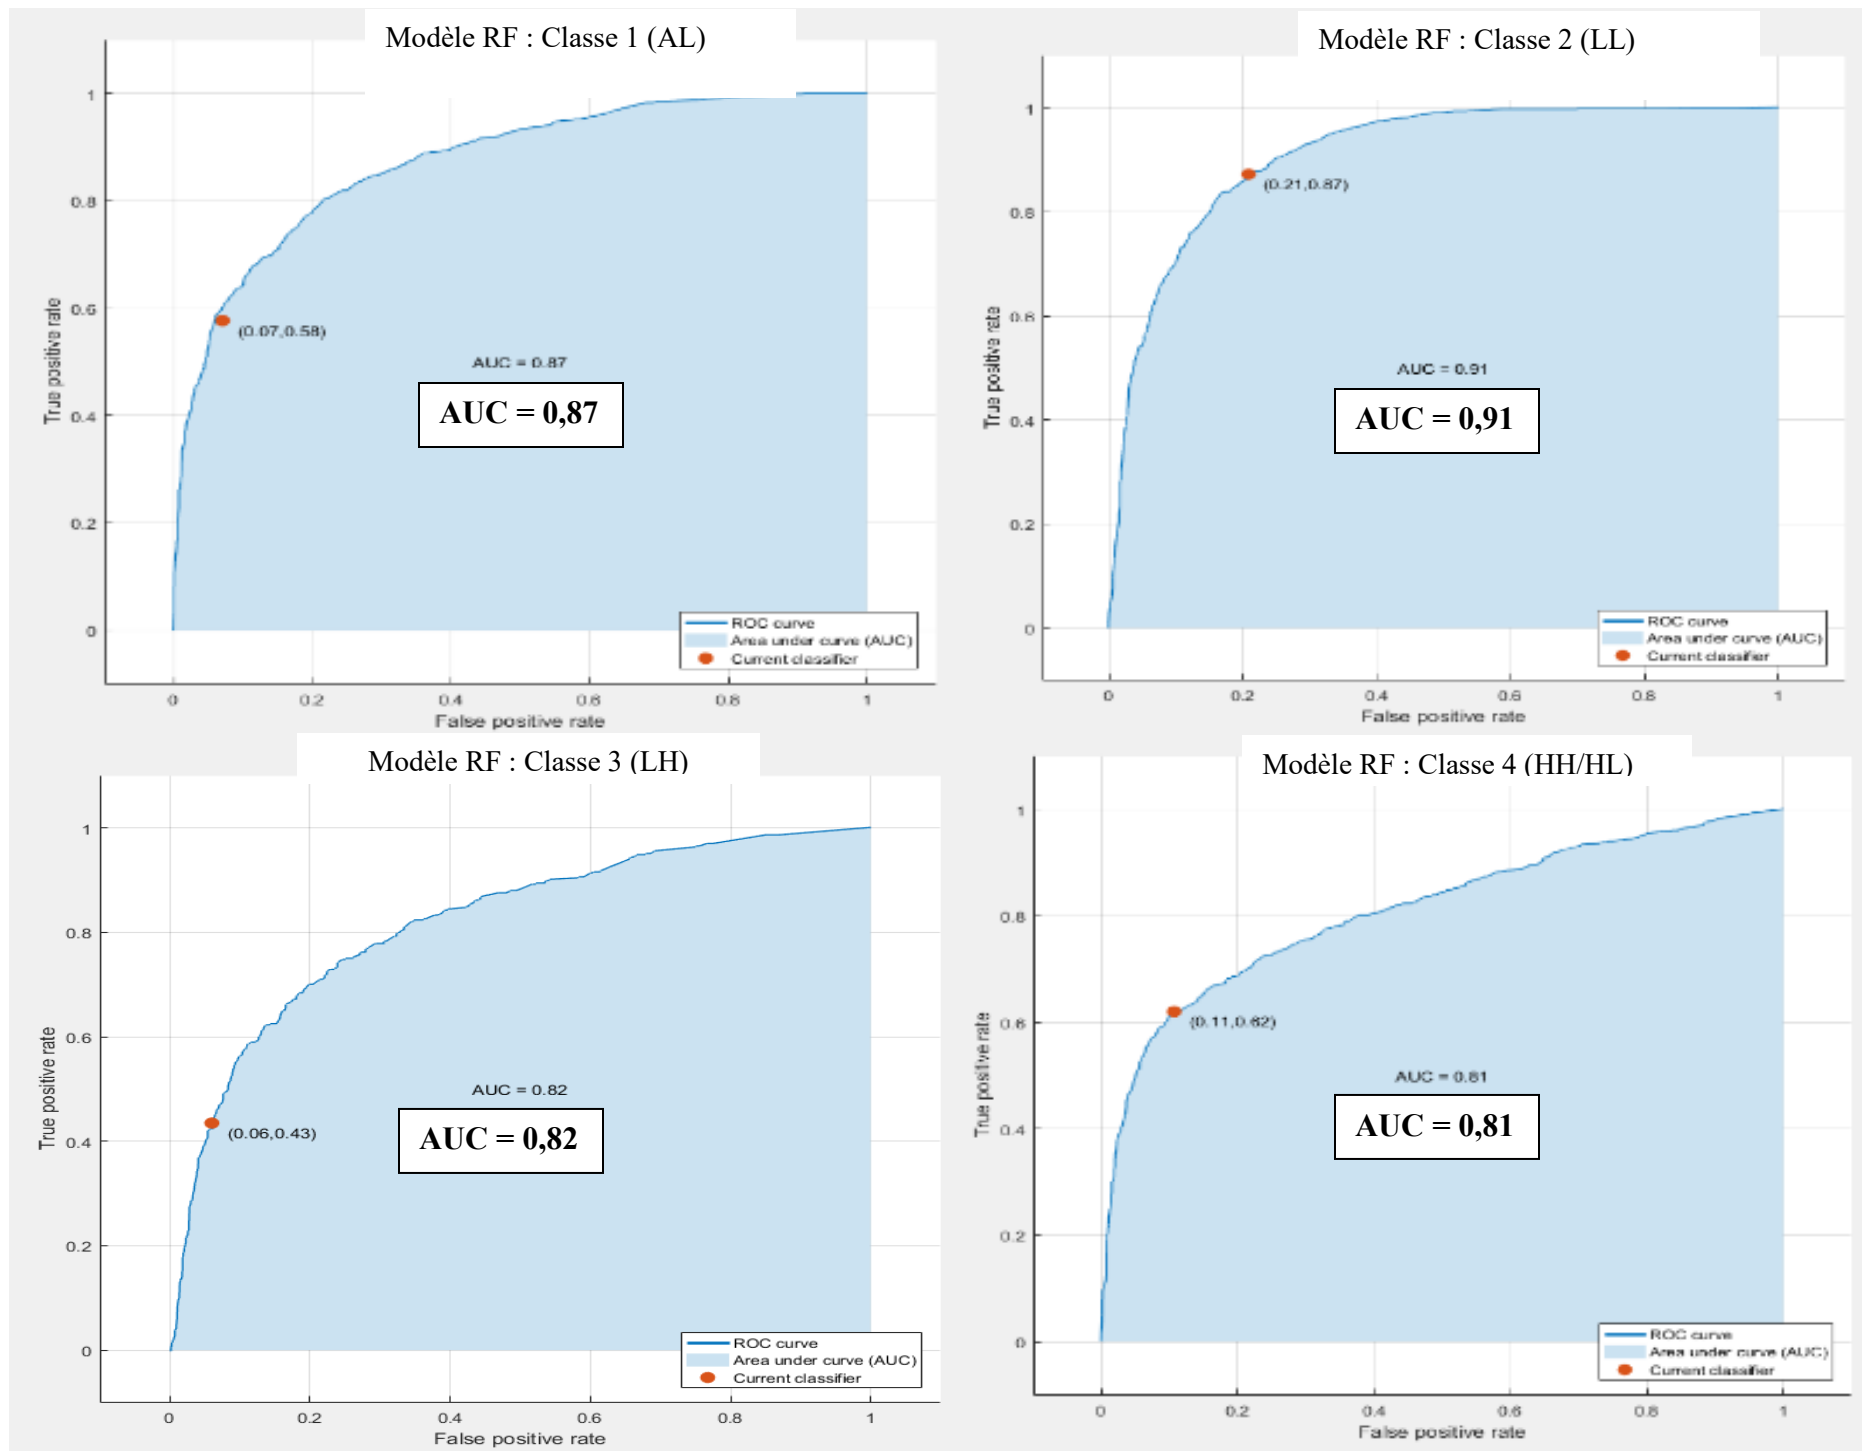 Modèle RF : Classe 1 (AL)
1
0.8
0.6
0.4
0.2
0
True positive rate
(0.07,0.58)
AUC = 0.87
AUC = 0,87
ROC curve
Area under curve (AUC)
Current classifier
0
0.2
0.4
0.6
0.8
1
False positive rate
Modèle RF : Classe 2 (LL)
1
0.8
0.6
0.4
0.2
0
True positive rate
(0.21,0.87)
AUC = 0.91
AUC = 0,91
ROC curve
Area under curve (AUC)
Current classifier
0
0.2
0.4
0.6
0.8
1
False positive rate
Modèle RF : Classe 3 (LH)
1
0.8
0.6
0.4
0.2
0
True positive rate
(0.06,0.43)
AUC = 0.82
AUC = 0,82
ROC curve
Area under curve (AUC)
Current classifier
0
0.2
0.4
0.6
0.8
1
False positive rate
Modèle RF : Classe 4 (HH/HL)
1
0.8
0.6
0.4
0.2
0
True positive rate
(0.11,0.62)
AUC = 0.81
AUC = 0,81
ROC curve
Area under curve (AUC)
Current classifier
0
0.2
0.4
0.6
0.8
1
False positive rate